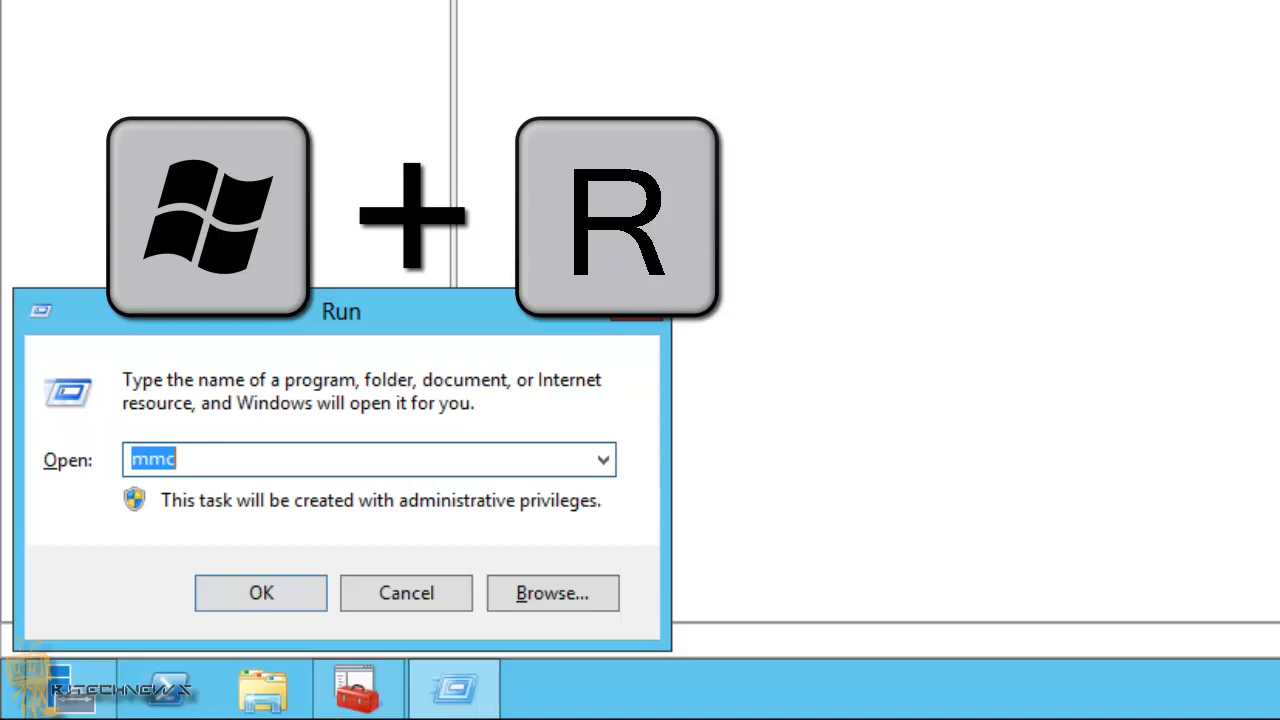 R
Run
Type the name of a program, folder, document, or Internet
resource, and Windows will open it for you.
Open:
mmc
This task will be created with administrative privileges.
OK
Cancel
Browse...
RJTECHNEWS